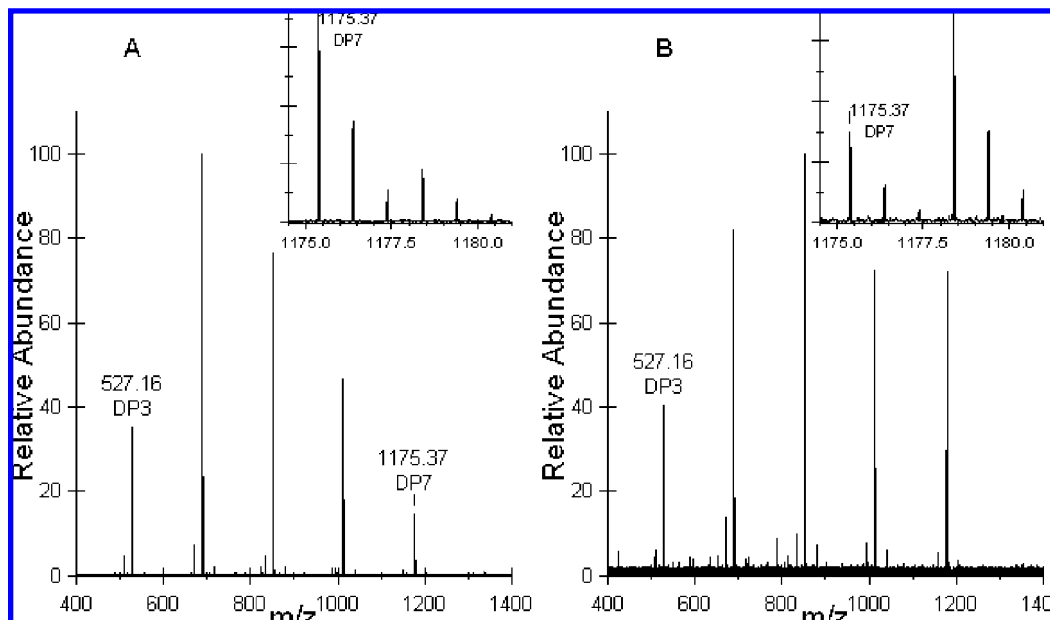 A
1175.37
DP7
1175.0 1177.5 1180.0
Relative Abundance
100
80
60
40
20
0
527.16
DP3
1175.37
DP7
400 600 800 1000 1200 1400
m/z
B
1175.37
DP7
1175.0 1177.5 1180.0
Relative Abundance
100
80
60
40
20
0
527.16
DP3
400 600 800 1000 1200 140
m/z